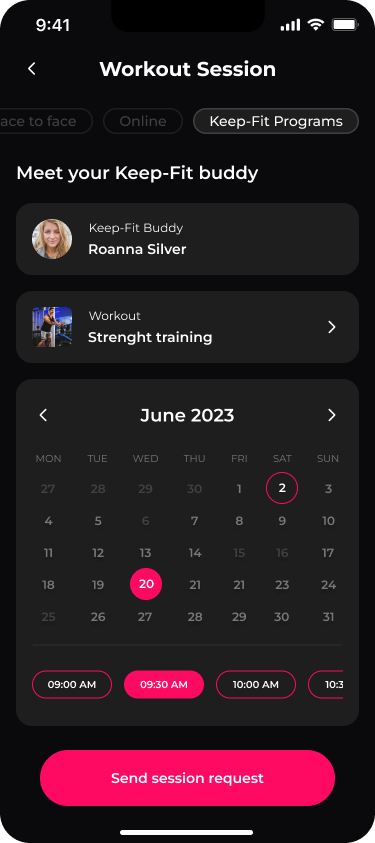 9:41
Workout Session
ace to face Online Keep-Fit Programs
Meet your Keep-Fit buddy
Keep-Fit Buddy
Roanna Silver
Workout
Strenght training
June 2023
MON TUE WED THU FRI SAT SUN
27 28 29 30 1 2 3
4 5 6 7 8 9 10
11 12 13 14 15 16 17
18 19 20 21 21 23 24
25 26 27 28 29 30 31
09:00 AM 09:30 AM 10:00 AM 10:3
Send session request